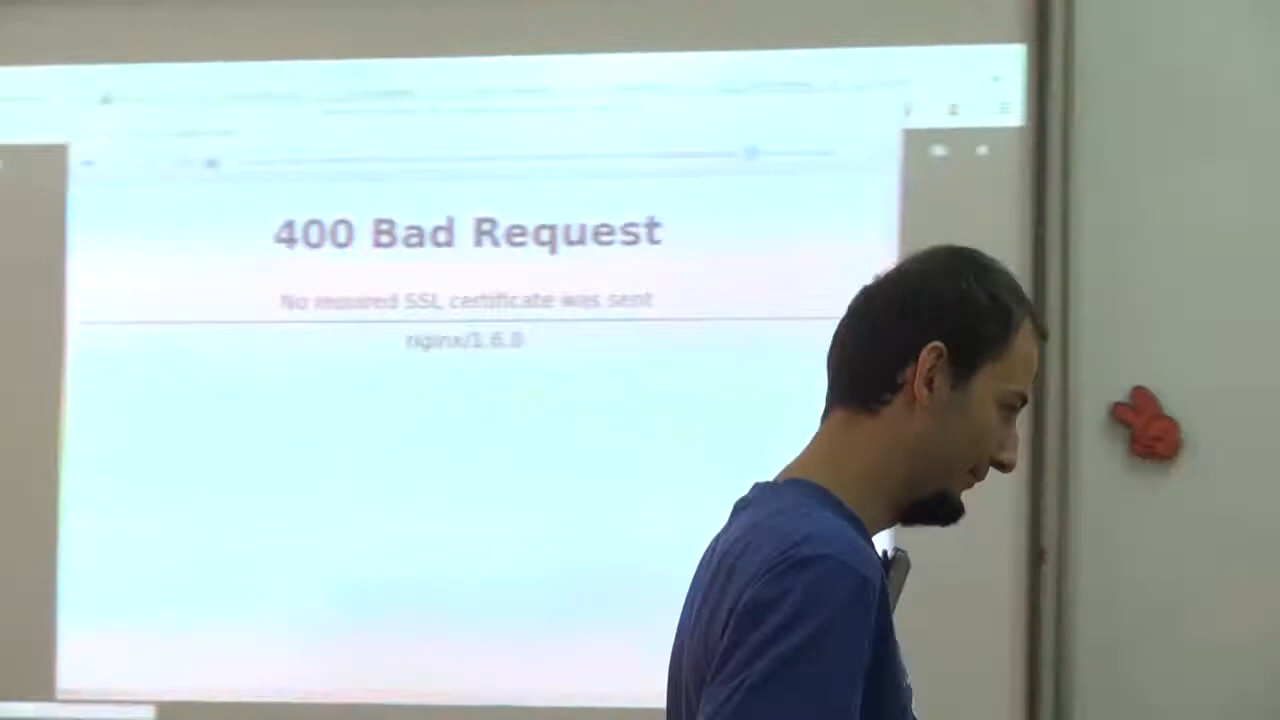 400 Bad Request
No required SSL certificate was sent
nginx/1.6.0